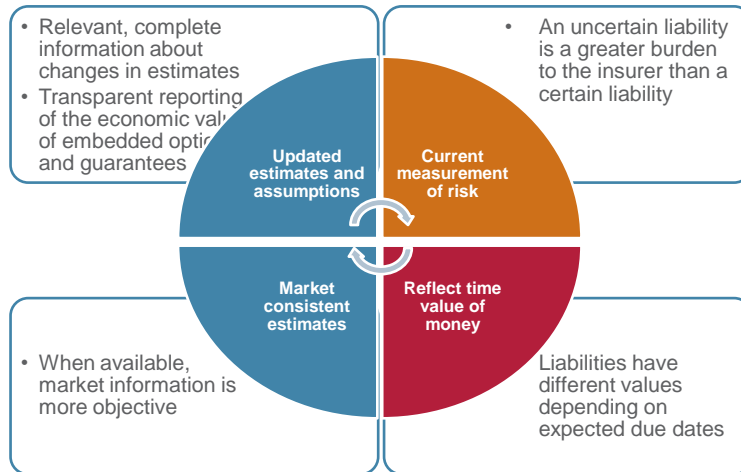 • Relevant, complete
information about
changes in estimates
• Transparent reporting
of the economic valu
of embedded optic
and guarantees
• An uncertain liability
is a greater burden
to the insurer than a
certain liability
Updated
estimates and
assumptions
Current
measurement
of risk
Market
consistent
estimates
Reflect time
value of
money
• When available,
market information is
more objective
Liabilities have
different values
depending on
expected due dates